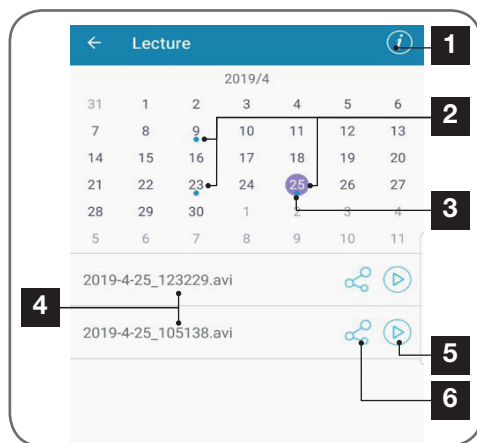 ← Lecture i 1
2019/4
31 1 2 3 4 5 6
7 8 9 10 11 12 13 2
14 15 16 17 18 19 20
21 22 23 24 25 26 27
28 29 30 1 2 3 4 3
5 6 7 8 9 10 11
2019-4-25_123229.avi
4
2019-4-25_105138.avi
5
6